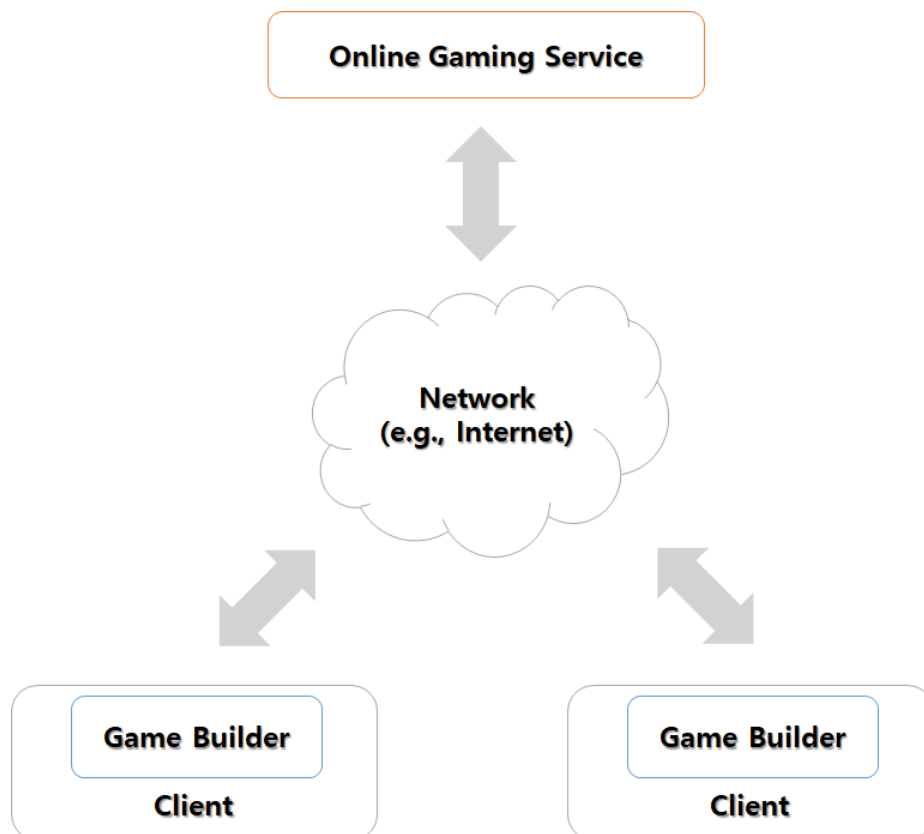 Online Gaming Service
Network
(e.g., Internet)
Game Builder
Client
Game Builder
Client